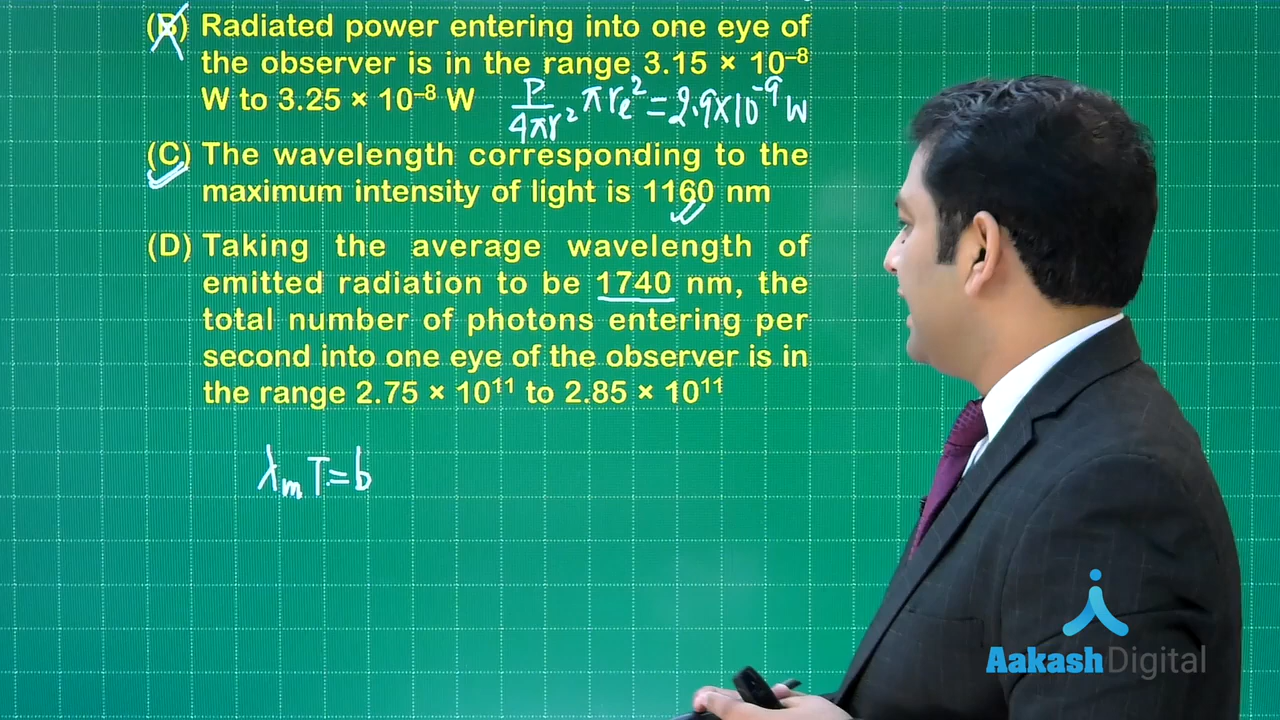 (B) Radiated power entering into one eye of
the observer is in the range 3.15 × 10⁻⁸
W to 3.25 × 10⁻⁸ W P/4πr² πrₑ² = 2.9×10⁻⁹ W
(C) The wavelength corresponding to the
maximum intensity of light is 1160 nm
(D) Taking the average wavelength of
emitted radiation to be 1740 nm, the
total number of photons entering per
second into one eye of the observer is in
the range 2.75 × 10¹¹ to 2.85 × 10¹¹
λₘT = b
Aakash Digital